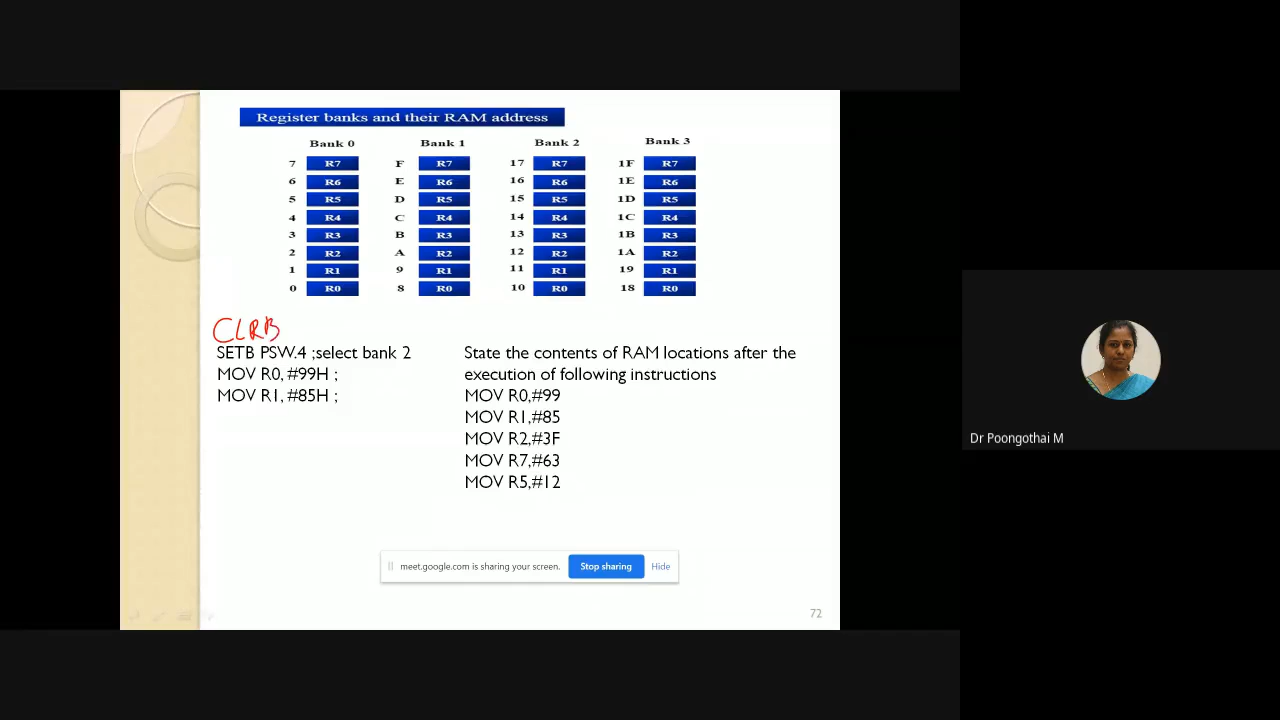 Register banks and their RAM address
Bank 0 Bank 1 Bank 2 Bank 3
7 R7 F R7 17 R7 1F R7
6 R6 E R6 16 R6 1E R6
5 R5 D R5 15 R5 1D R5
4 R4 C R4 14 R4 1C R4
3 R3 B R3 13 R3 1B R3
2 R2 A R2 12 R2 1A R2
1 R1 9 R1 11 R1 19 R1
0 R0 8 R0 10 R0 18 R0
CLRB
SETB PSW.4 ;select bank 2
MOV R0, #99H ;
MOV R1, #85H ;
State the contents of RAM locations after the
execution of following instructions
MOV R0,#99
MOV R1,#85
MOV R2,#3F
MOV R7,#63
MOV R5,#12
meet.google.com is sharing your screen. Stop sharing Hide
72
Dr Poongothai M